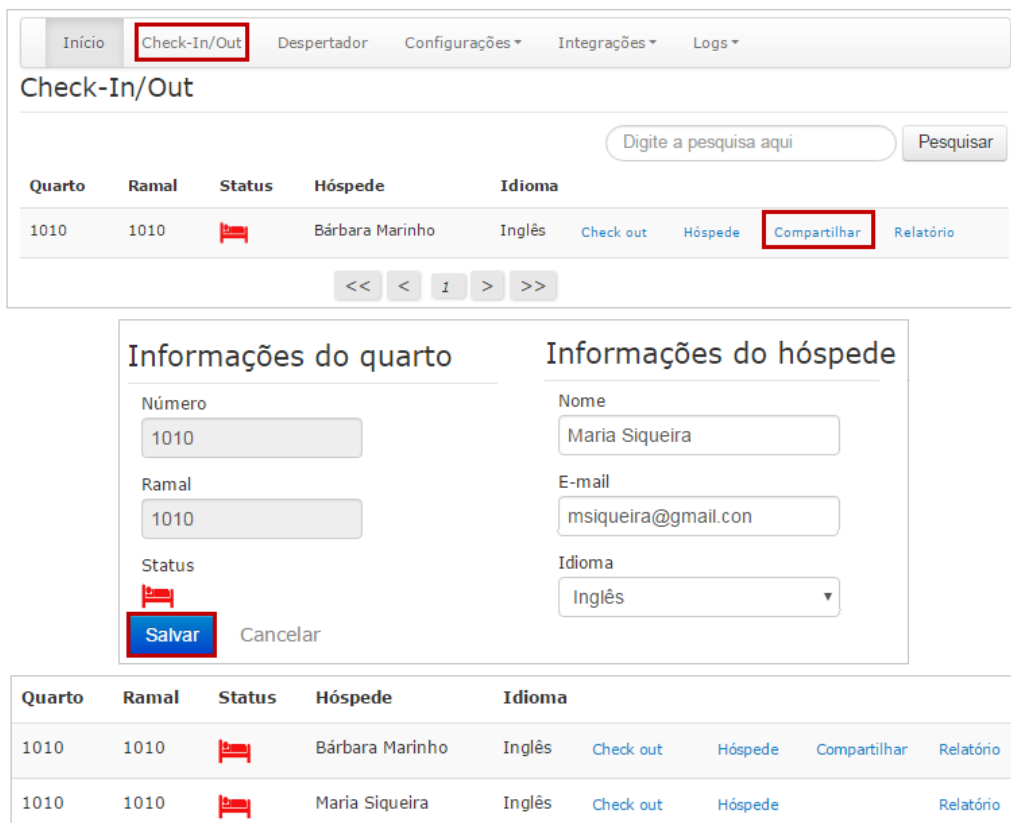 Início Check-In/Out Despertador Configurações Integrações Logs
Check-In/Out
Digite a pesquisa aqui Pesquisar
Quarto Ramal Status Hóspede Idioma
1010 1010 Bárbara Marinho Inglês Check out Hóspede Compartilhar Relatório
<< < 1 > >>
Informações do quarto Informações do hóspede
Número Nome
1010 Maria Siqueira
Ramal E-mail
1010 msiqueira@gmail.con
Status Idioma
Inglês
Salvar Cancelar
Quarto Ramal Status Hóspede Idioma
1010 1010 Bárbara Marinho Inglês Check out Hóspede Compartilhar Relatório
1010 1010 Maria Siqueira Inglês Check out Hóspede Relatório